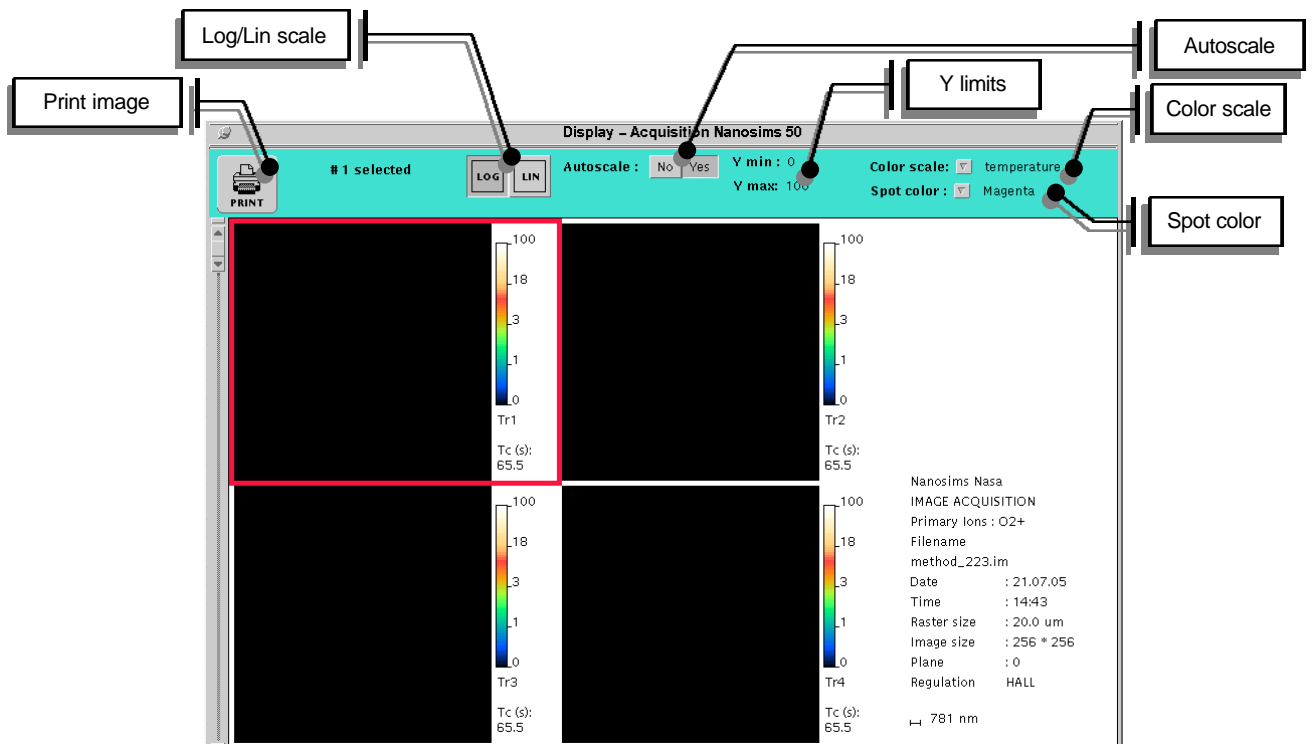 Log/Lin scale
Autoscale
Print image
Y limits
Color scale
Display – Acquisition Nanosims 50
# 1 selected
LOG LIN
Autoscale : No Yes
Y min : 0
Y max: 100
Color scale: temperature
Spot color : Magenta
PRINT
Spot color
100
18
3
1
0
Tr1
Tc (s):
65.5
100
18
3
1
0
Tr2
Tc (s):
65.5
100
18
3
1
0
Tr3
Tc (s):
65.5
100
18
3
1
0
Tr4
Tc (s):
65.5
Nanosims Nasa
IMAGE ACQUISITION
Primary Ions : O2+
Filename
method_223.im
Date : 21.07.05
Time : 14:43
Raster size : 20.0 um
Image size : 256 * 256
Plane : 0
Regulation HALL
781 nm